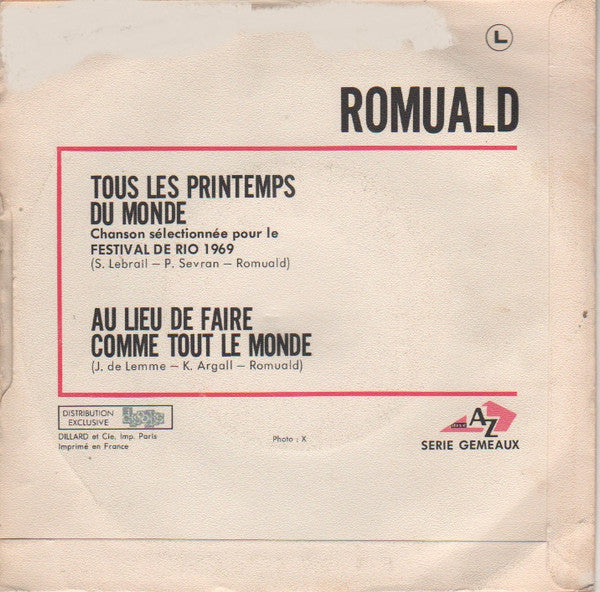 L
ROMUALD
TOUS LES PRINTEMPS
DU MONDE
Chanson sélectionnée pour le
FESTIVAL DE RIO 1969
(S. Lebrail — P. Sevran — Romuald)
AU LIEU DE FAIRE
COMME TOUT LE MONDE
(J. de Lemme — K. Argall — Romuald)
DISTRIBUTION
EXCLUSIVE
DILLARD et Cie. Imp. Paris
Imprimé en France
Photo : X
AZ
SERIE GEMEAUX